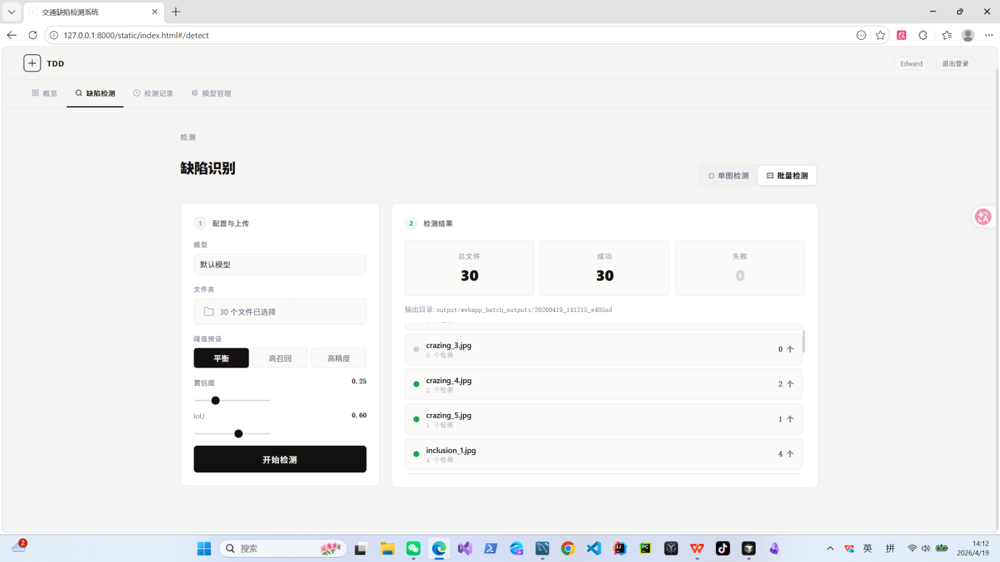 交通缺陷检测系统
127.0.0.1:8000/static/index.html#/detect
TDD
Edward
退出登录
概览
缺陷检测
检测记录
模型管理
检测
缺陷识别
单图检测
批量检测
1 配置与上传
模型
默认模型
文件夹
30 个文件已选择
阈值预设
平衡
高召回
高精度
置信度 0.25
IoU 0.60
开始检测
2 检测结果
总文件
30
成功
30
失败
0
输出目录: output/webapp_batch_outputs/20260419_141215_e405ad
crazing_3.jpg
0 个检测
0 个
crazing_4.jpg
2 个检测
2 个
crazing_5.jpg
1 个检测
1 个
inclusion_1.jpg
4 个检测
4 个
2
搜索
英
拼
14:12
2026/4/19